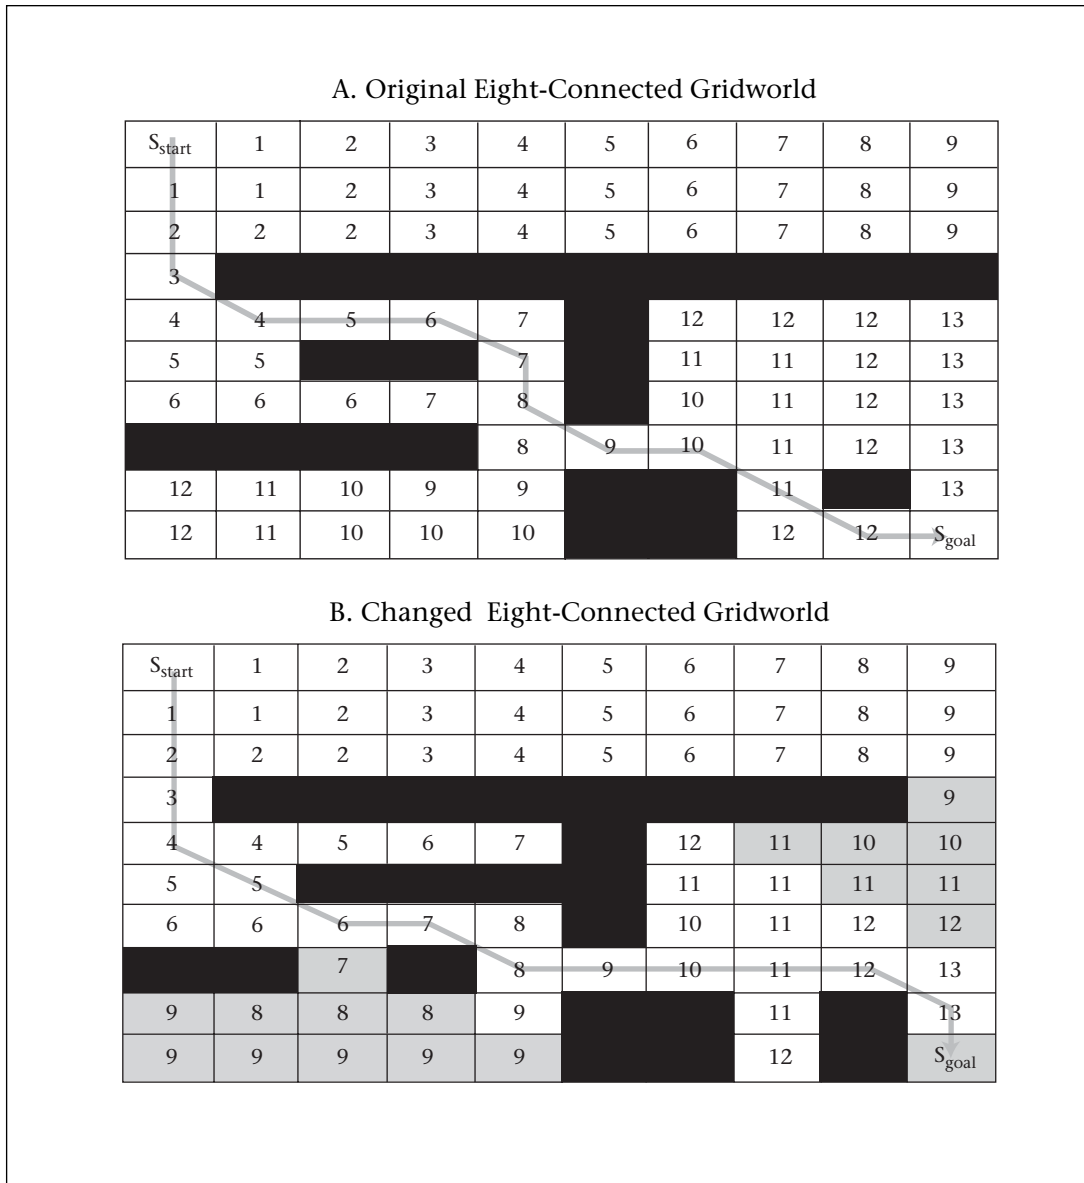 A. Original Eight-Connected Gridworld
S_start 1 2 3 4 5 6 7 8 9
1 1 2 3 4 5 6 7 8 9
2 2 2 3 4 5 6 7 8 9
3
4 4 5 6 7 12 12 12 13
5 5 7 11 11 12 13
6 6 6 7 8 10 11 12 13
8 9 10 11 12 13
12 11 10 9 9 11 13
12 11 10 10 10 12 12 S_goal
B. Changed Eight-Connected Gridworld
S_start 1 2 3 4 5 6 7 8 9
1 1 2 3 4 5 6 7 8 9
2 2 2 3 4 5 6 7 8 9
3 9
4 4 5 6 7 12 11 10 10
5 5 11 11 11 11
6 6 6 7 8 10 11 12 12
7 8 9 10 11 12 13
9 8 8 8 9 11 13
9 9 9 9 9 12 S_goal